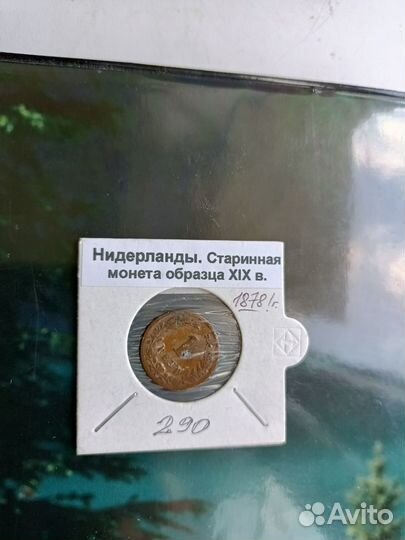 Нидерланды. Старинная
монета образца XIX в.
1878!г.
290
Avito